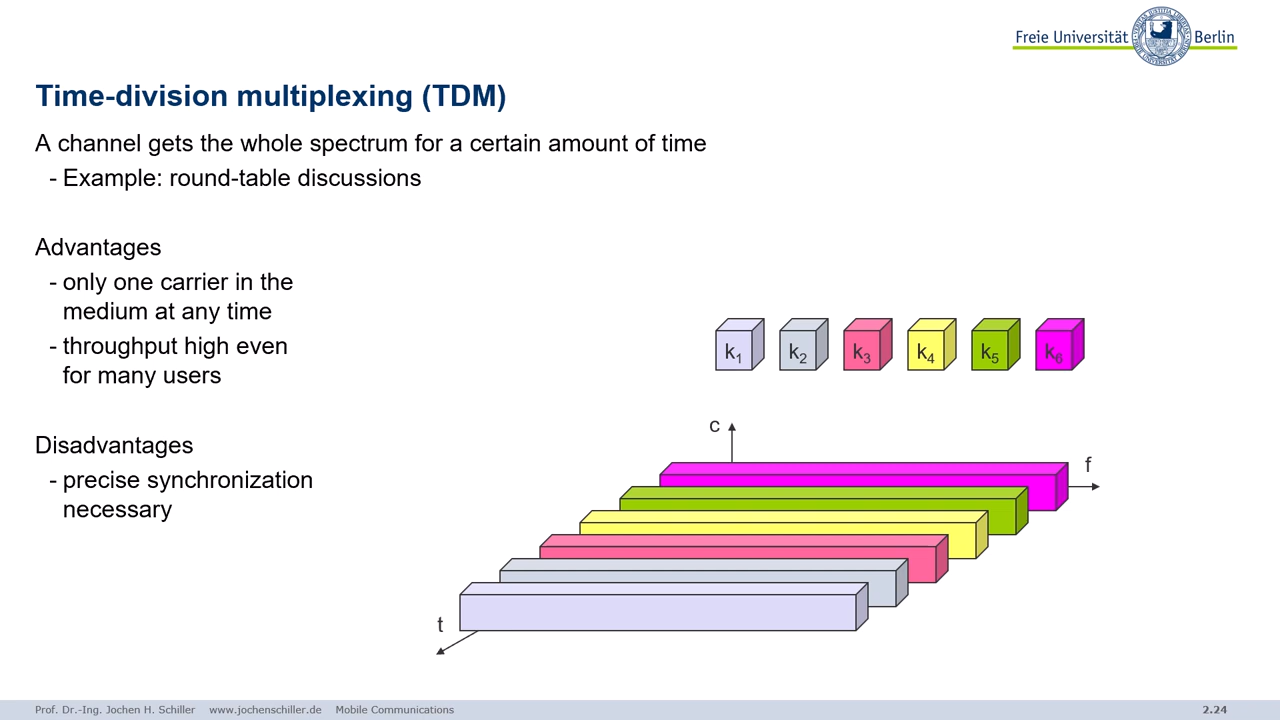 Freie Universität Berlin
Time-division multiplexing (TDM)
A channel gets the whole spectrum for a certain amount of time
- Example: round-table discussions
Advantages
- only one carrier in the
medium at any time
- throughput high even
for many users
Disadvantages
- precise synchronization
necessary
k1 k2 k3 k4 k5 k6
c
f
t
Prof. Dr.-Ing. Jochen H. Schiller www.jochenschiller.de Mobile Communications 2.24